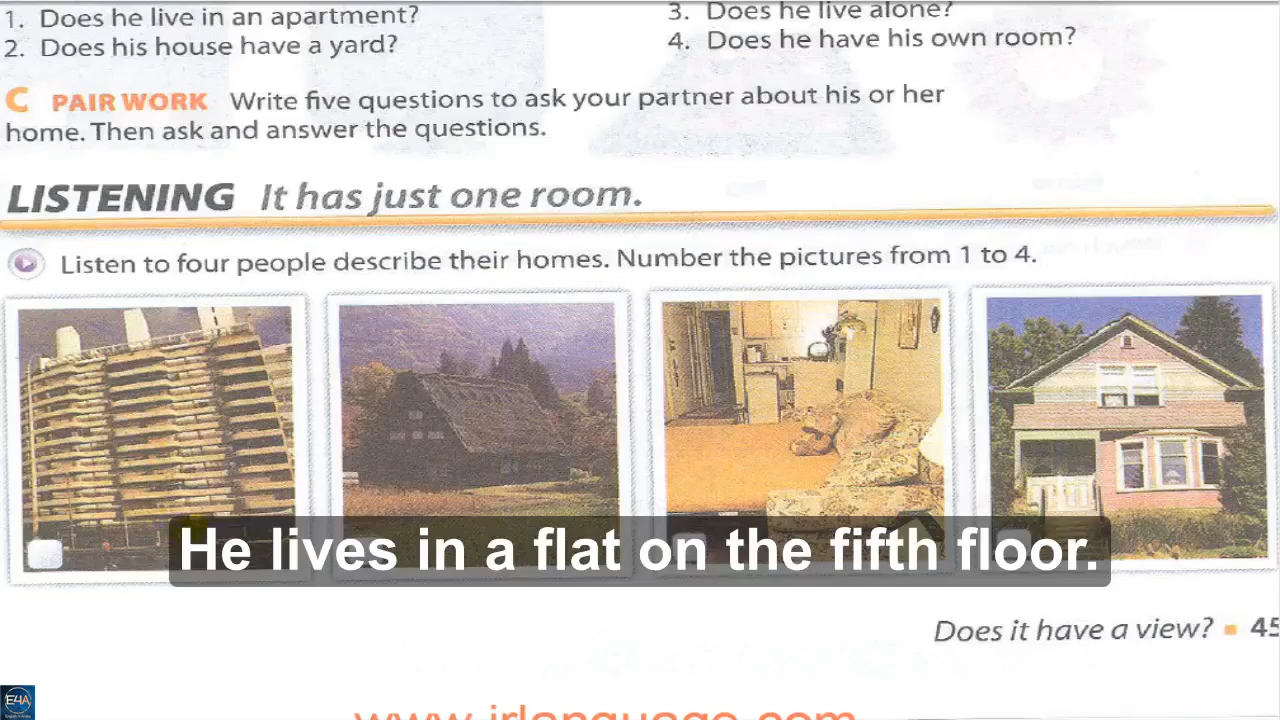 1. Does he live in an apartment?
2. Does his house have a yard?
3. Does he live alone?
4. Does he have his own room?
C PAIR WORK Write five questions to ask your partner about his or her
home. Then ask and answer the questions.
LISTENING It has just one room.
Listen to four people describe their homes. Number the pictures from 1 to 4.
He lives in a flat on the fifth floor.
Does it have a view? 45
www.irlanguage.com
E4A